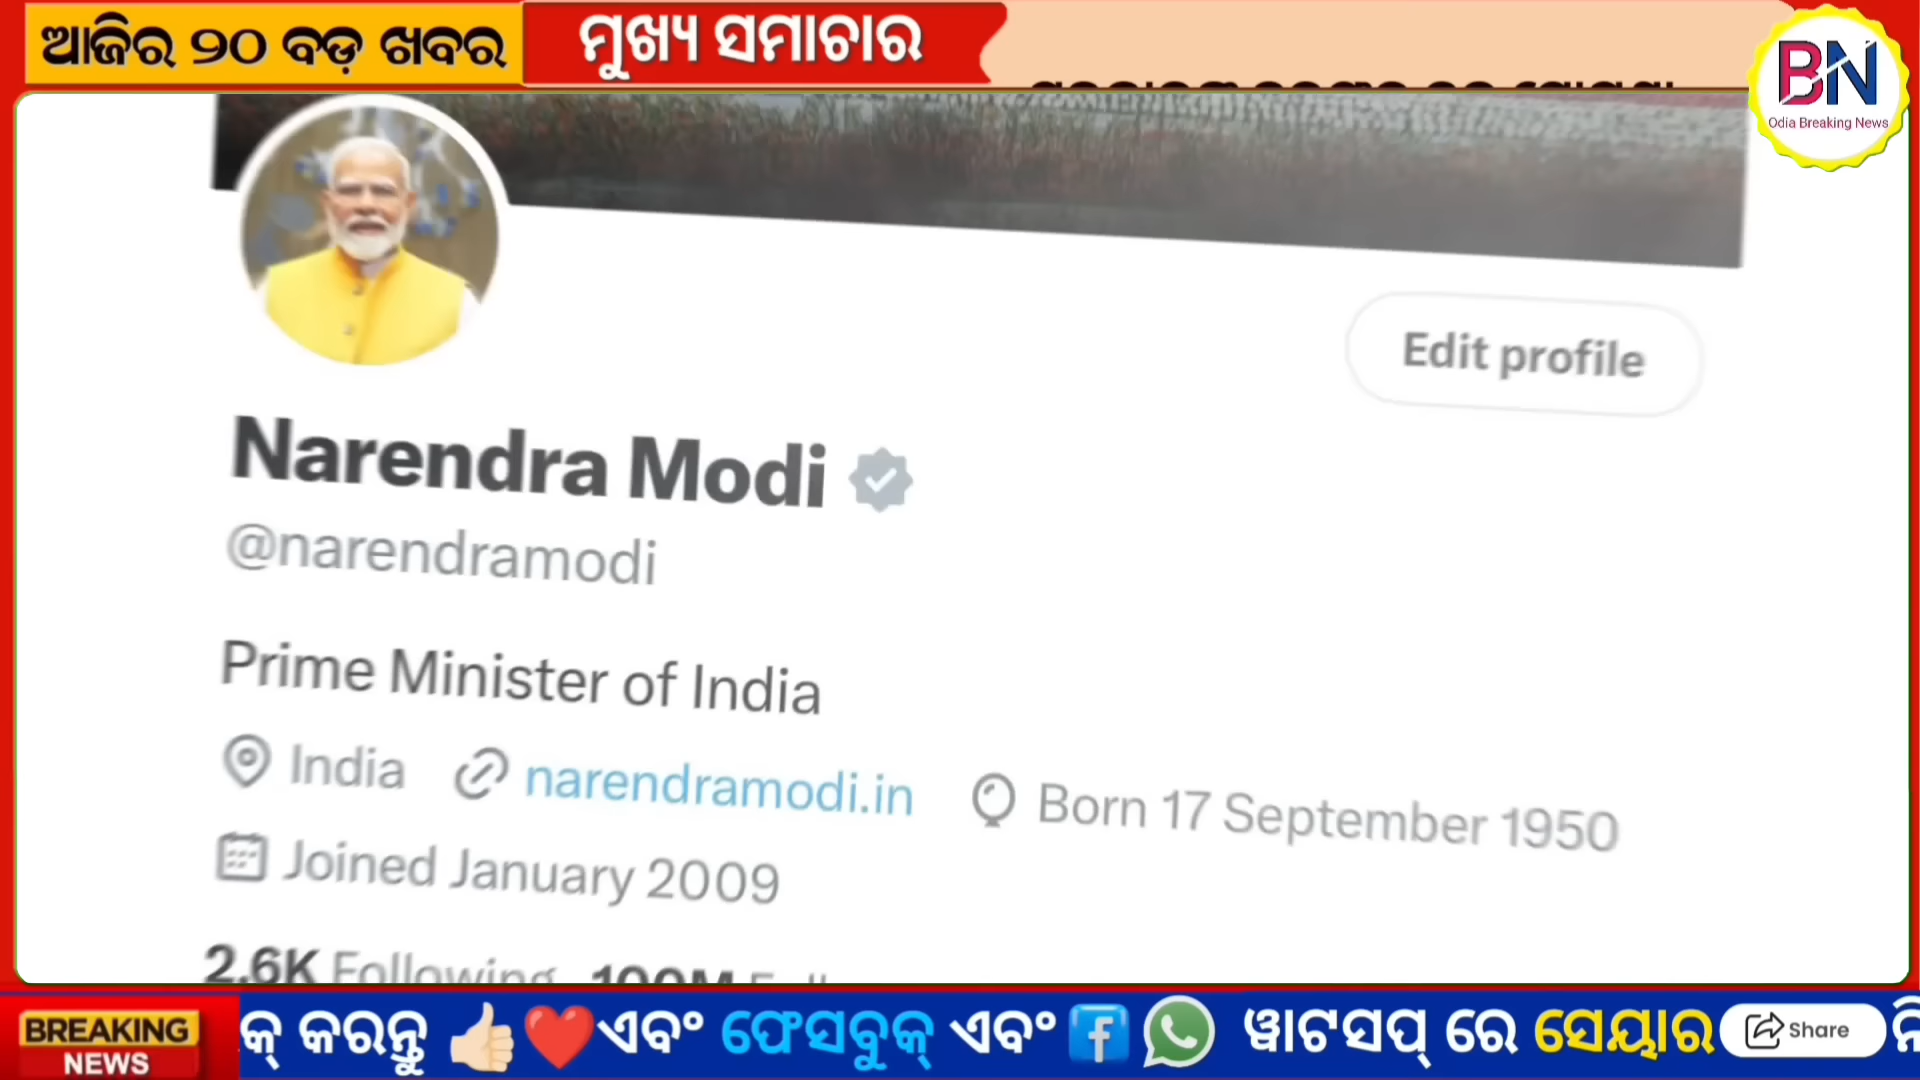 ଆଜିର ୨୦ ବଡ଼ ଖବର
ମୁଖ୍ୟ ସମାଚାର
BN
Odia Breaking News
Edit profile
Narendra Modi
@narendramodi
Prime Minister of India
India narendramodi.in Born 17 September 1950
Joined January 2009
2.6K Following 100M
BREAKING
NEWS
କ୍ କରନ୍ତୁ ଏବଂ ଫେସବୁକ୍ ଏବଂ ୱାଟସପ୍ ରେ ସେୟାର Share